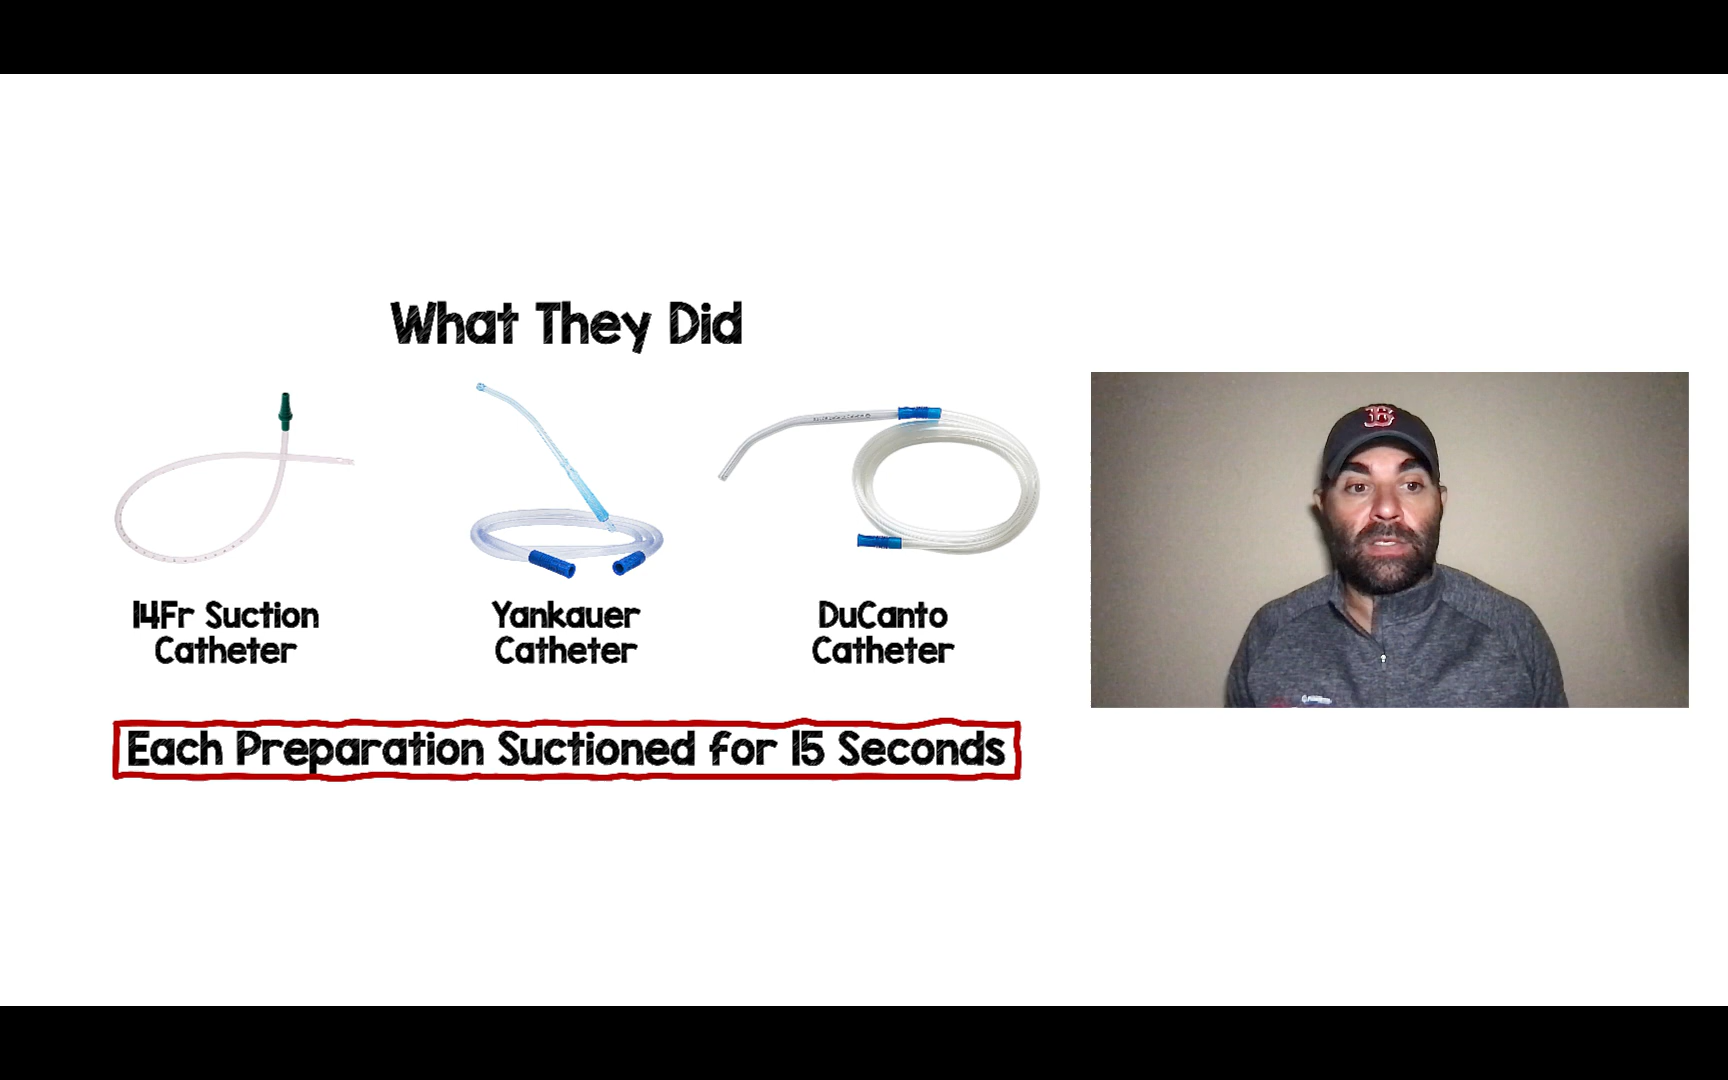 What They Did
14Fr Suction
Catheter
Yankauer
Catheter
DuCanto
Catheter
Each Preparation Suctioned for 15 Seconds
B